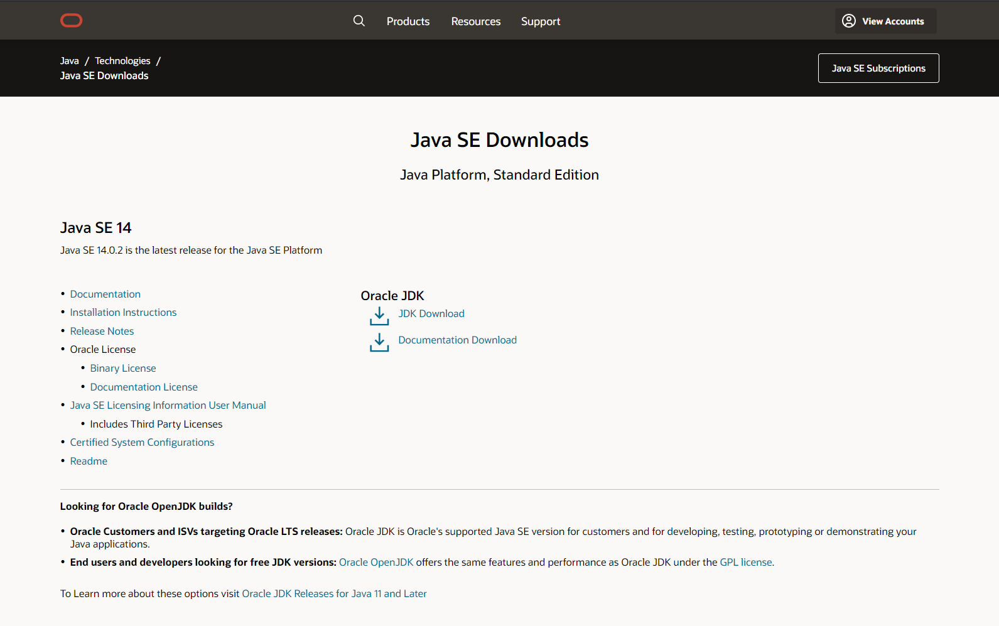 Products
Resources
Support
View Accounts
Java / Technologies /
Java SE Downloads
Java SE Subscriptions
Java SE Downloads
Java Platform, Standard Edition
Java SE 14
Java SE 14.0.2 is the latest release for the Java SE Platform
• Documentation
• Installation Instructions
• Release Notes
• Oracle License
• Binary License
• Documentation License
• Java SE Licensing Information User Manual
• Includes Third Party Licenses
• Certified System Configurations
• Readme
Oracle JDK
JDK Download
Documentation Download
Looking for Oracle OpenJDK builds?
• Oracle Customers and ISVs targeting Oracle LTS releases: Oracle JDK is Oracle's supported Java SE version for customers and for developing, testing, prototyping or demonstrating your
Java applications.
• End users and developers looking for free JDK versions: Oracle OpenJDK offers the same features and performance as Oracle JDK under the GPL license.
To Learn more about these options visit Oracle JDK Releases for Java 11 and Later